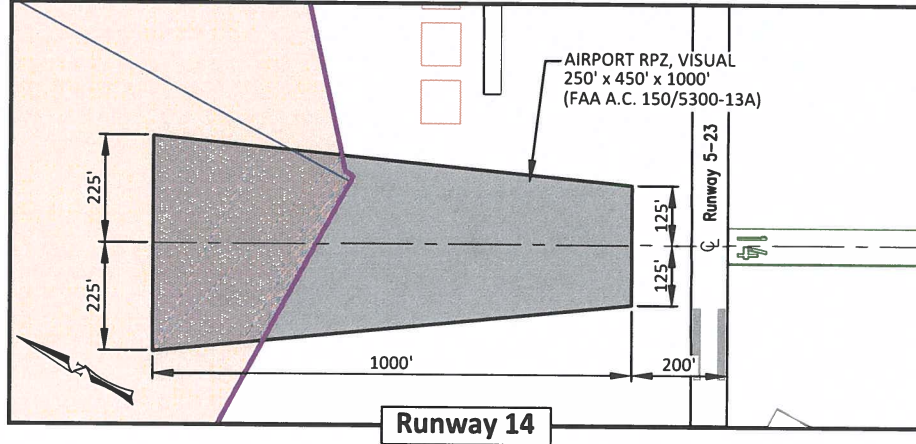 AIRPORT RPZ, VISUAL
250' x 450' x 1000'
(FAA A.C. 150/5300-13A)
Runway 5-23
225'
225'
125'
125'
14
1000'
200'
N
Runway 14